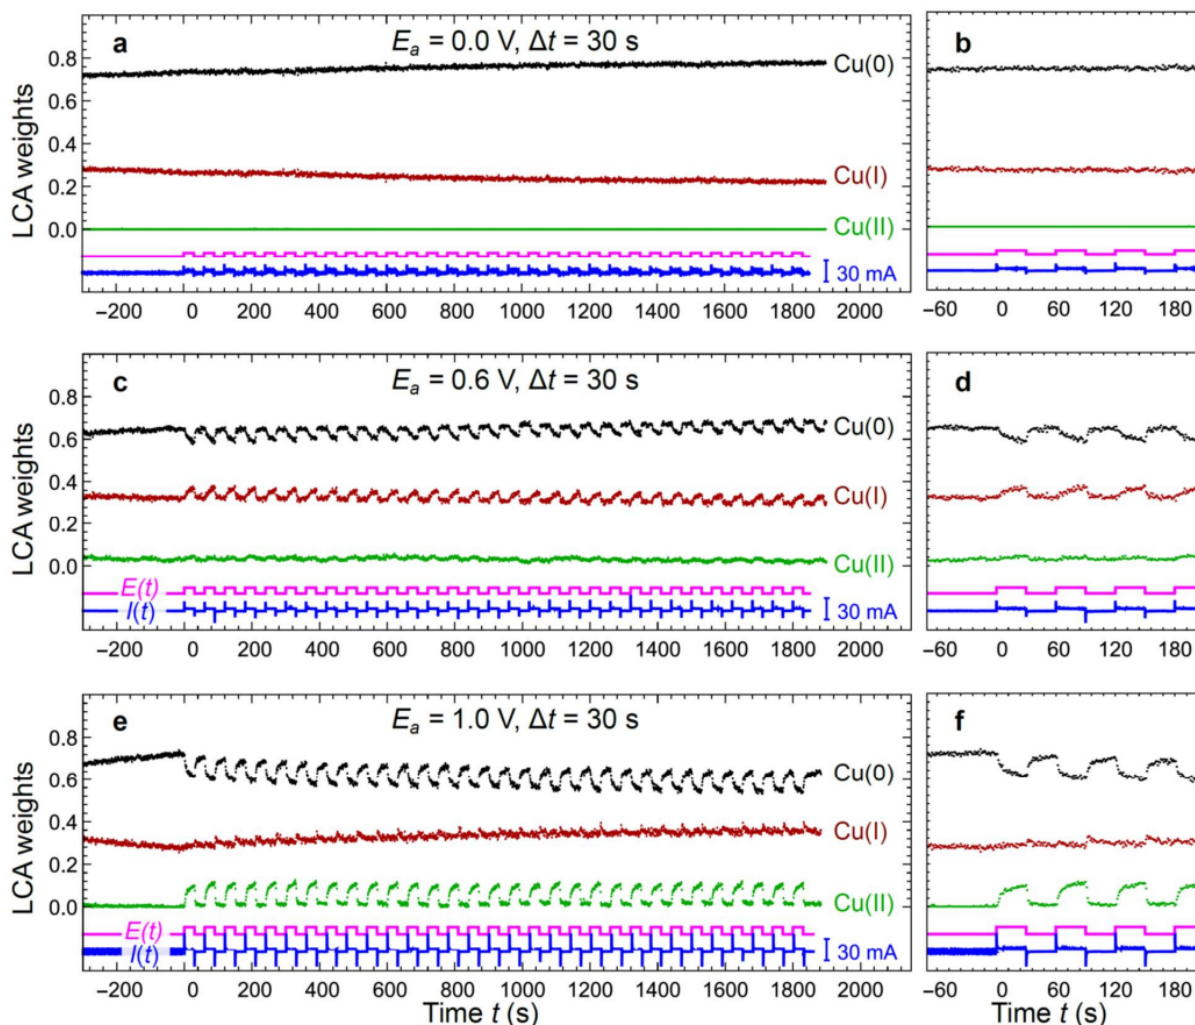 a
Eₐ = 0.0 V, Δt = 30 s
b
LCA weights
0.8
0.6
0.4
0.2
0.0
Cu(0)
Cu(I)
Cu(II)
30 mA
−200 0 200 400 600 800 1000 1200 1400 1600 1800 2000
−60 0 60 120 180
c
Eₐ = 0.6 V, Δt = 30 s
d
LCA weights
0.8
0.6
0.4
0.2
0.0
Cu(0)
Cu(I)
Cu(II)
E(t)
I(t)
30 mA
−200 0 200 400 600 800 1000 1200 1400 1600 1800 2000
−60 0 60 120 180
e
Eₐ = 1.0 V, Δt = 30 s
f
LCA weights
0.8
0.6
0.4
0.2
0.0
Cu(0)
Cu(I)
Cu(II)
E(t)
I(t)
30 mA
−200 0 200 400 600 800 1000 1200 1400 1600 1800 2000
−60 0 60 120 180
Time t (s)
Time t (s)